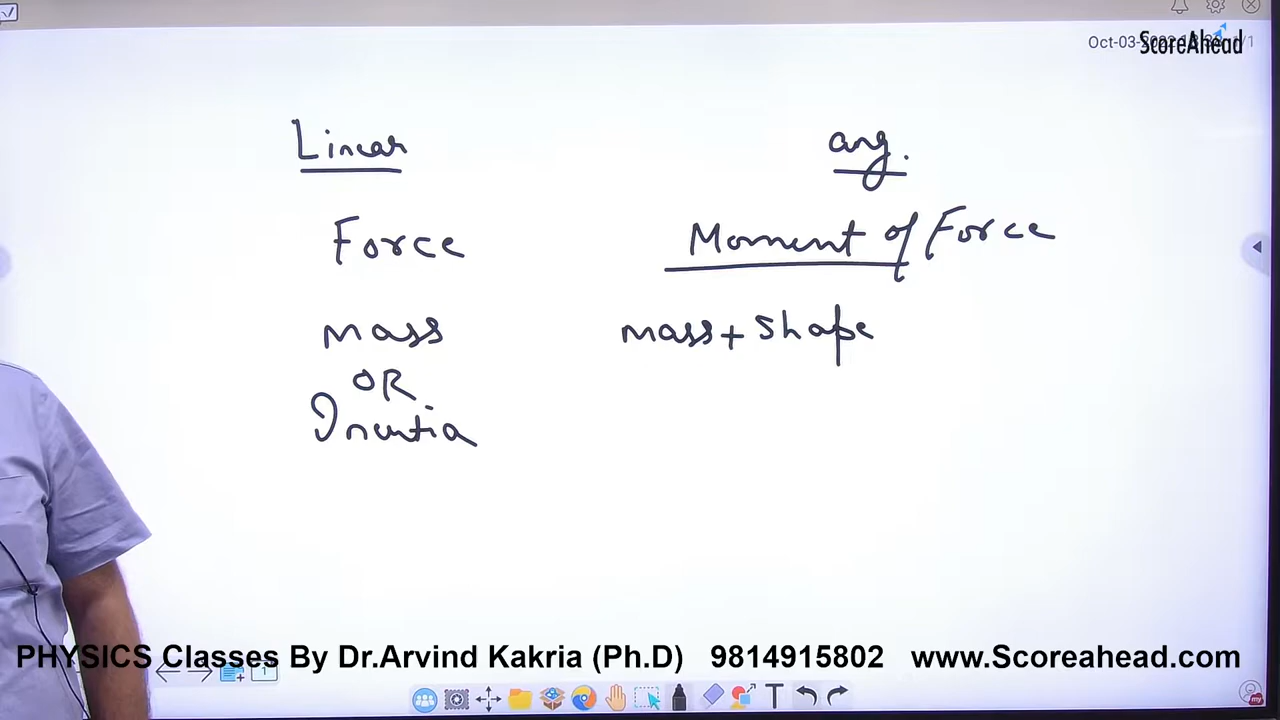 ScoreAhead
Linear ang.
Force Moment of Force
mass mass + Shape
OR
Inertia
PHYSICS Classes By Dr.Arvind Kakria (Ph.D) 9814915802 www.Scoreahead.com
1
T